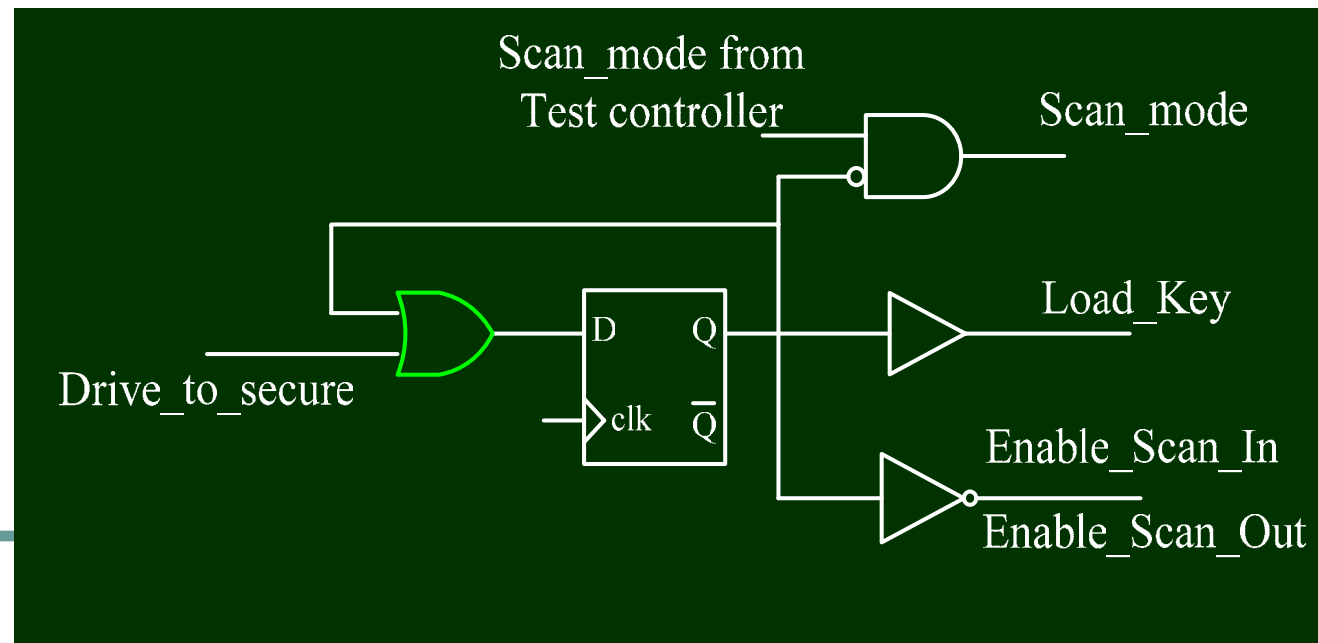 Scan_mode from
Test controller
Scan_mode
Load_Key
D
Q
Drive_to_secure
clk
Q̅
Enable_Scan_In
Enable_Scan_Out